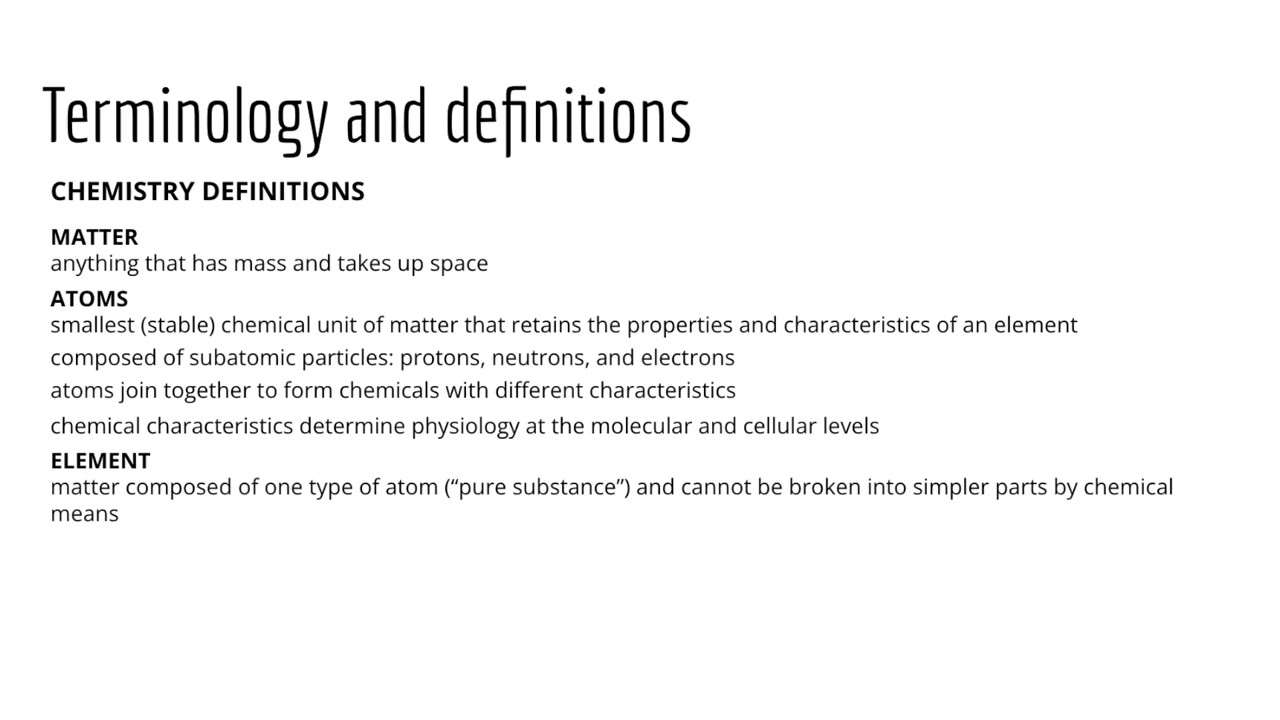 Terminology and definitions
CHEMISTRY DEFINITIONS
MATTER
anything that has mass and takes up space
ATOMS
smallest (stable) chemical unit of matter that retains the properties and characteristics of an element
composed of subatomic particles: protons, neutrons, and electrons
atoms join together to form chemicals with different characteristics
chemical characteristics determine physiology at the molecular and cellular levels
ELEMENT
matter composed of one type of atom (“pure substance”) and cannot be broken into simpler parts by chemical
means